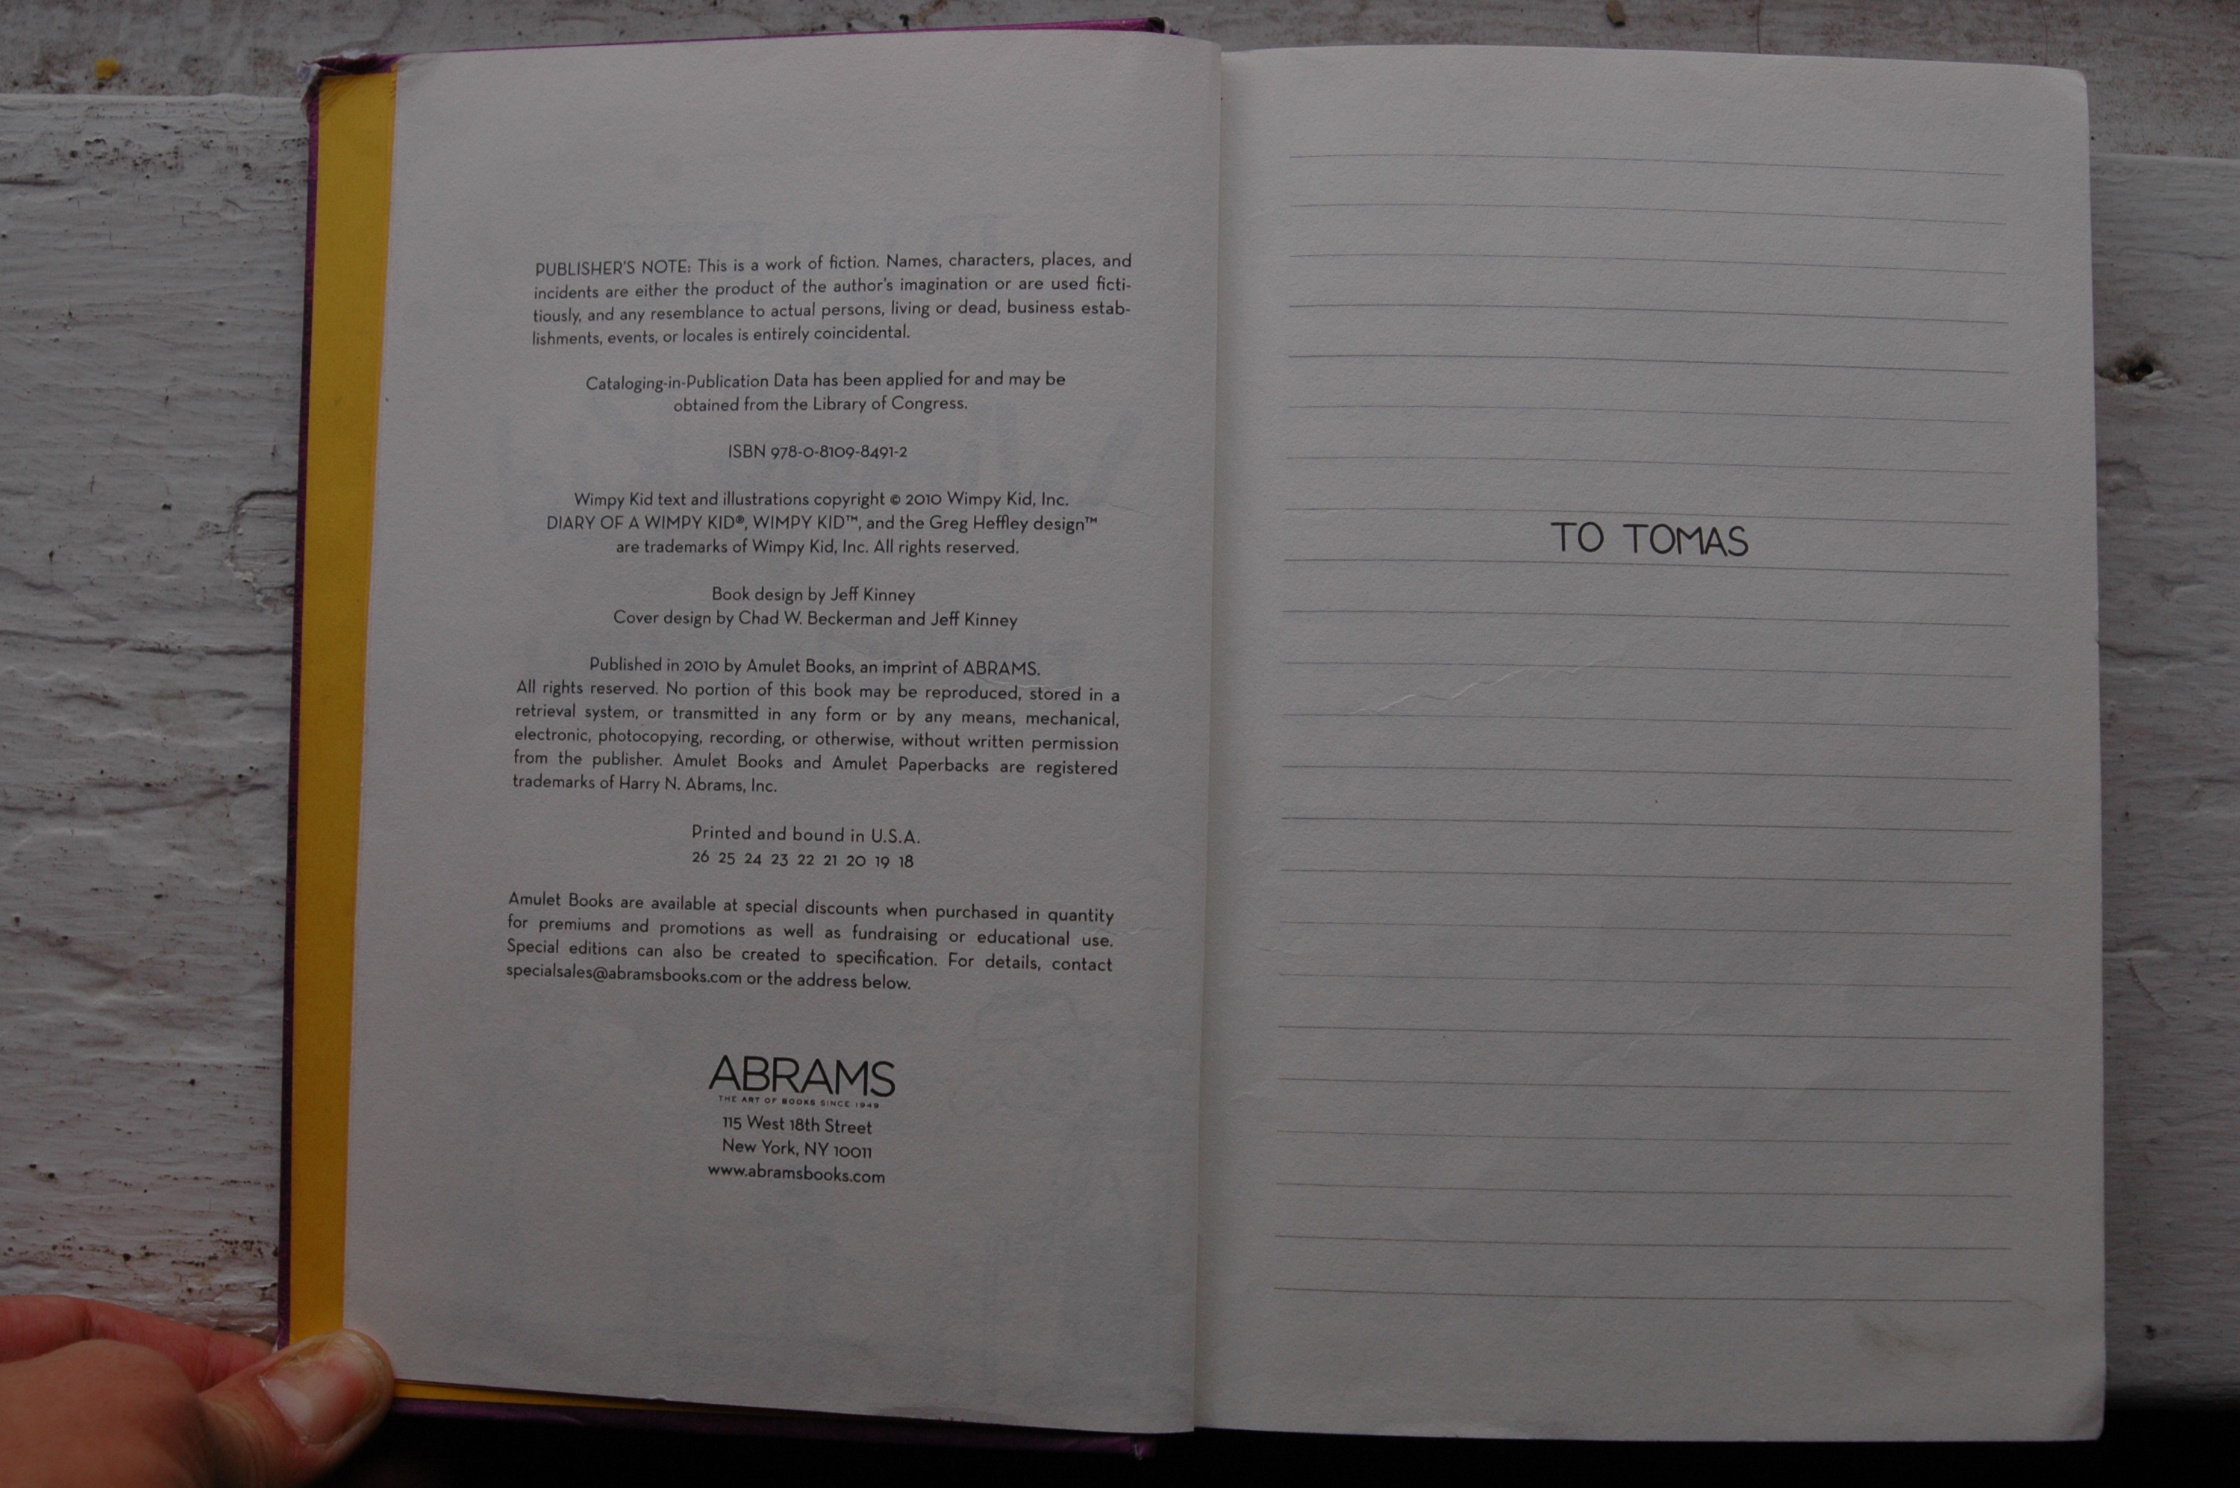 PUBLISHER'S NOTE: This is a work of fiction. Names, characters, places, and
incidents are either the product of the author's imagination or are used ficti-
tiously, and any resemblance to actual persons, living or dead, business estab-
lishments, events, or locales is entirely coincidental.
Cataloging-in-Publication Data has been applied for and may be
obtained from the Library of Congress.
ISBN 978-0-8109-8491-2
Wimpy Kid text and illustrations copyright © 2010 Wimpy Kid, Inc.
DIARY OF A WIMPY KID®, WIMPY KID™, and the Greg Heffley design™
are trademarks of Wimpy Kid, Inc. All rights reserved.
Book design by Jeff Kinney
Cover design by Chad W. Beckerman and Jeff Kinney
Published in 2010 by Amulet Books, an imprint of ABRAMS.
All rights reserved. No portion of this book may be reproduced, stored in a
retrieval system, or transmitted in any form or by any means, mechanical,
electronic, photocopying, recording, or otherwise, without written permission
from the publisher. Amulet Books and Amulet Paperbacks are registered
trademarks of Harry N. Abrams, Inc.
Printed and bound in U.S.A.
26 25 24 23 22 21 20 19 18
Amulet Books are available at special discounts when purchased in quantity
for premiums and promotions as well as fundraising or educational use.
Special editions can also be created to specification. For details, contact
specialsales@abramsbooks.com or the address below.
ABRAMS
THE ART OF BOOKS SINCE 1949
115 West 18th Street
New York, NY 10011
www.abramsbooks.com
TO TOMAS